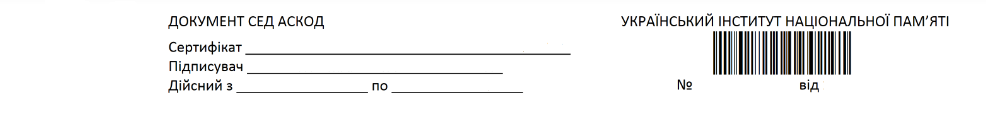 ДОКУМЕНТ СЕД АСКОД
Сертифікат
Підписувач
Дійсний з по
УКРАЇНСЬКИЙ ІНСТИТУТ НАЦІОНАЛЬНОЇ ПАМ’ЯТІ
№ від